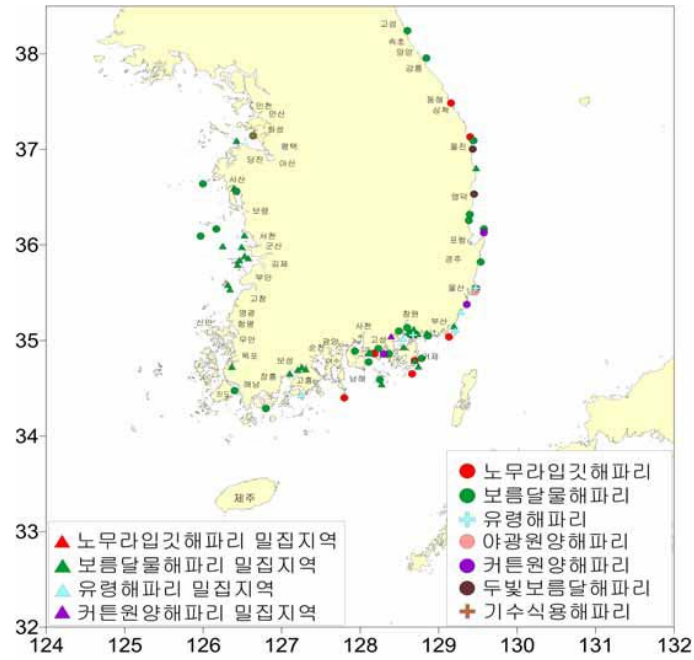 38
37
36
35
34
33
32
124 125 126 127 128 129 130 131 132
고성
속초
양양
강릉
동해
삼척
울진
영덕
포항
경주
울산
부산
인천
안산
화성
평택
당진
아산
서산
보령
서천
군산
김제
부안
고창
영광
함평
무안
목포
신안
해남
진도
장흥
보성
고흥
순천
광양
여수
남해
사천
고성
창원
거제
제주
노무라입깃해파리 밀집지역
보름달물해파리 밀집지역
유령해파리 밀집지역
커튼원양해파리 밀집지역
노무라입깃해파리
보름달물해파리
유령해파리
야광원양해파리
커튼원양해파리
두빛보름달해파리
기수식용해파리